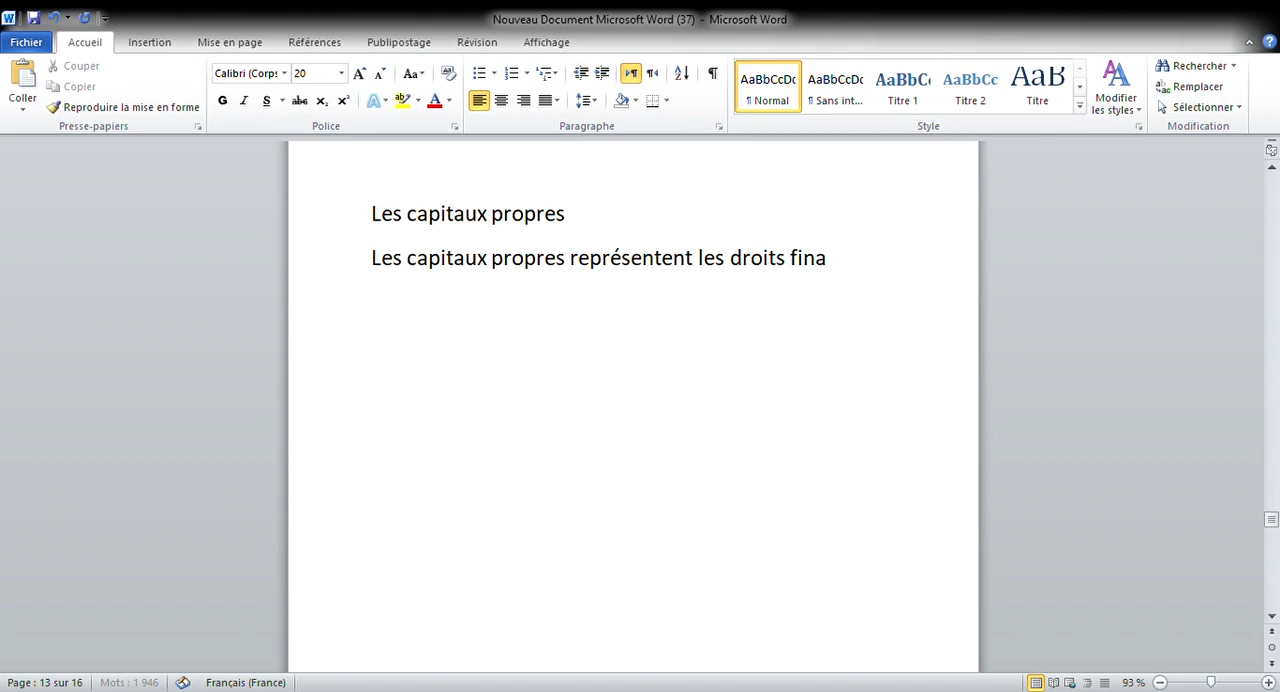 Nouveau Document Microsoft Word (37) - Microsoft Word
Fichier Accueil Insertion Mise en page Références Publipostage Révision Affichage
Coller
Couper
Copier
Reproduire la mise en forme
Presse-papiers
Calibri (Corps 20
G I S abc x₂ x²
Police
Paragraphe
AaBbCcDc AaBbCcDc AaBbC AaBbCc AaB
¶ Normal ¶ Sans int... Titre 1 Titre 2 Titre
Modifier
les styles
Style
Rechercher
Remplacer
Sélectionner
Modification
Les capitaux propres
Les capitaux propres représentent les droits fina
Page : 13 sur 16 Mots : 1 946 Français (France) 93 %